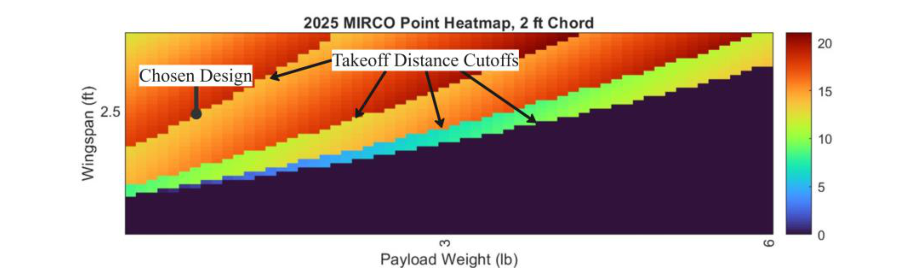 2025 MIRCO Point Heatmap, 2 ft Chord
Chosen Design
Takeoff Distance Cutoffs
Wingspan (ft)
2.5
3
6
Payload Weight (lb)
20
15
10
5
0